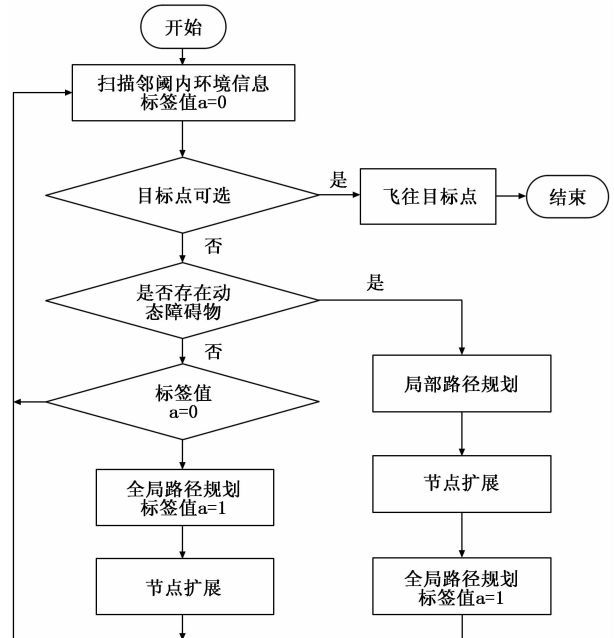 开始
扫描邻阈内环境信息
标签值a=0
目标点可选
是
飞往目标点
结束
否
是否存在动
态障碍物
是
否
局部路径规划
标签值
a=0
节点扩展
全局路径规划
标签值a=1
节点扩展
全局路径规划
标签值a=1